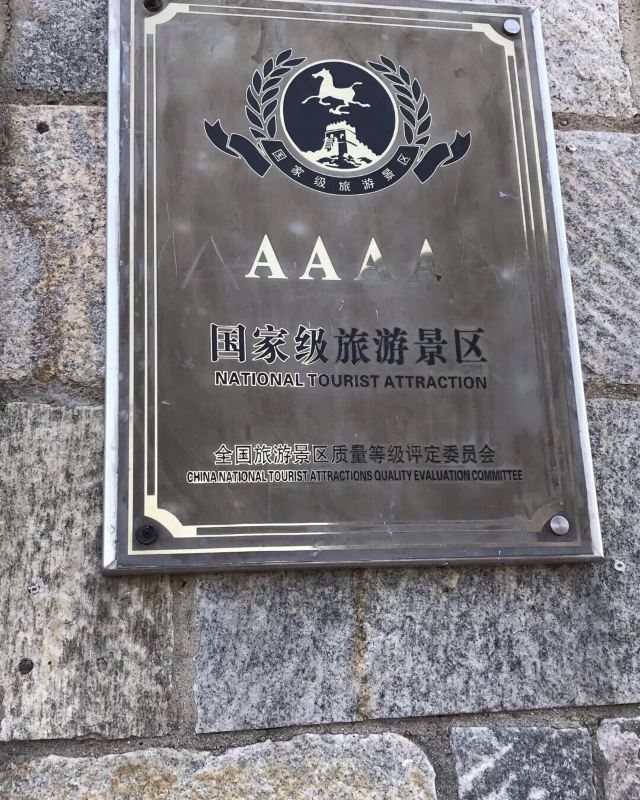 国家级旅游景区
AAAA
国家级旅游景区
NATIONAL TOURIST ATTRACTION
全国旅游景区质量等级评定委员会
CHINA NATIONAL TOURIST ATTRACTIONS QUALITY EVALUATION COMMITTEE